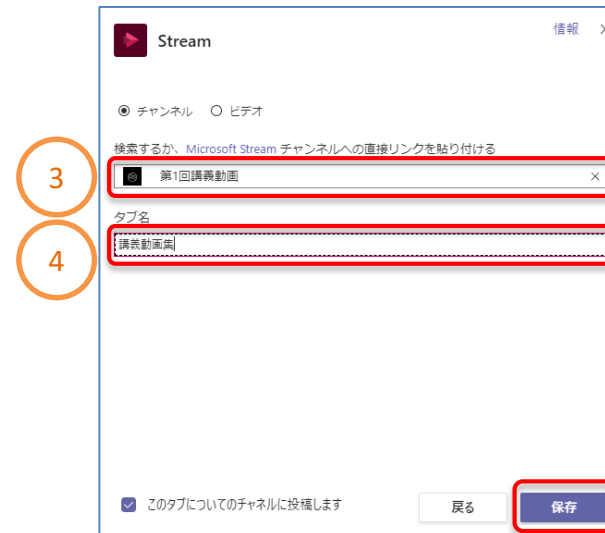 Stream
情報
チャンネル ビデオ
検索するか、Microsoft Stream チャンネルへの直接リンクを貼り付ける
3
第1回講義動画
タブ名
4
講義動画集
このタブについてのチャネルに投稿します
戻る
保存